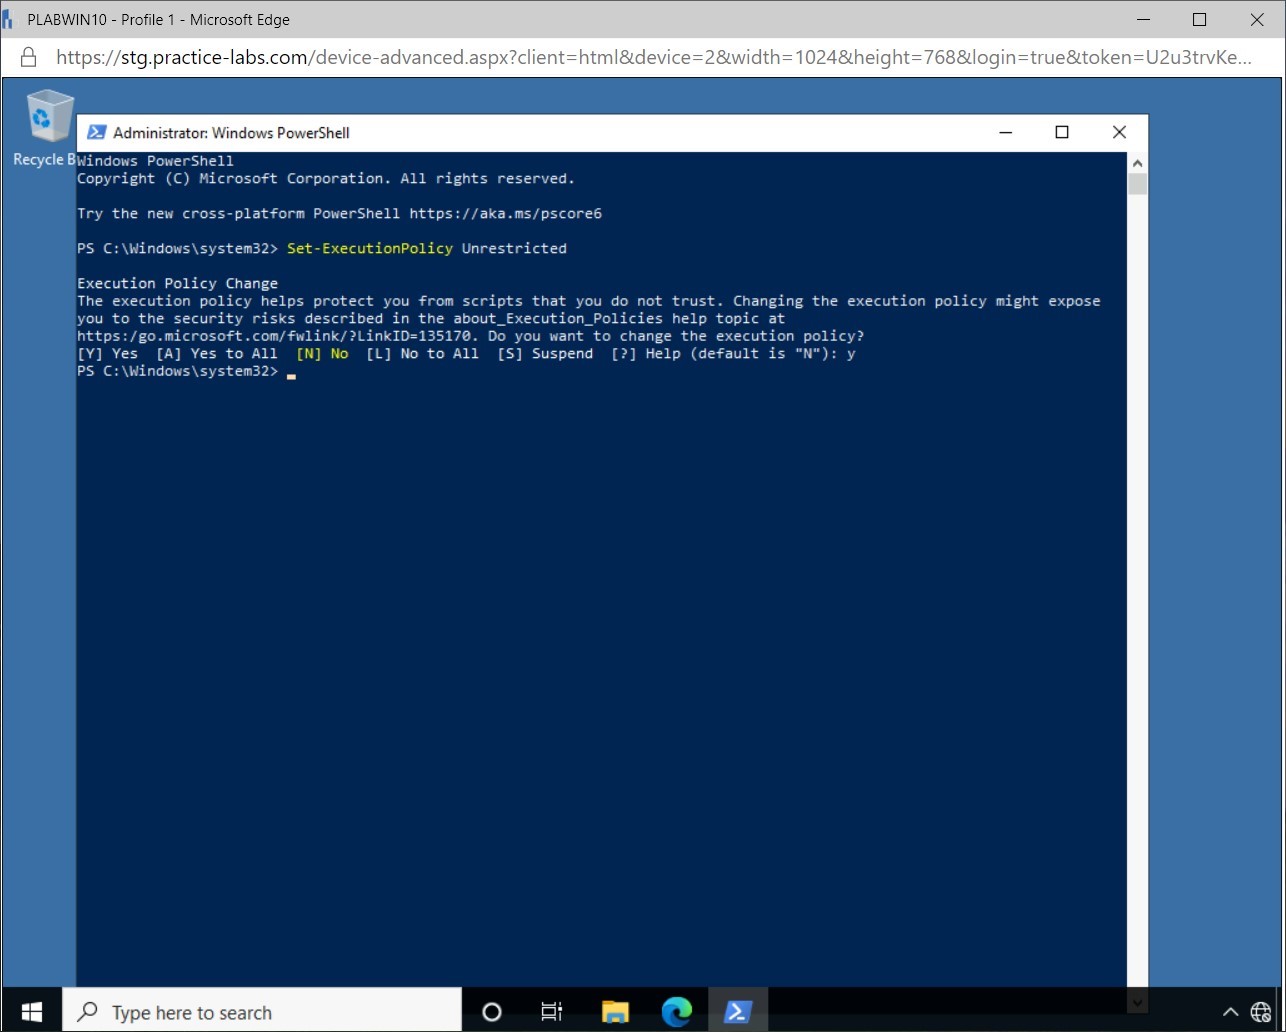 PLABWIN10 - Profile 1 - Microsoft Edge
https://stg.practice-labs.com/device-advanced.aspx?client=html&device=2&width=1024&height=768&login=true&token=U2u3trvKe...
Recycle B
Administrator: Windows PowerShell
Windows PowerShell
Copyright (C) Microsoft Corporation. All rights reserved.
Try the new cross-platform PowerShell https://aka.ms/pscore6
PS C:\Windows\system32> Set-ExecutionPolicy Unrestricted
Execution Policy Change
The execution policy helps protect you from scripts that you do not trust. Changing the execution policy might expose
you to the security risks described in the about_Execution_Policies help topic at
https:/go.microsoft.com/fwlink/?LinkID=135170. Do you want to change the execution policy?
[Y] Yes  [A] Yes to All  [N] No  [L] No to All  [S] Suspend  [?] Help (default is "N"): y
PS C:\Windows\system32>
Type here to search